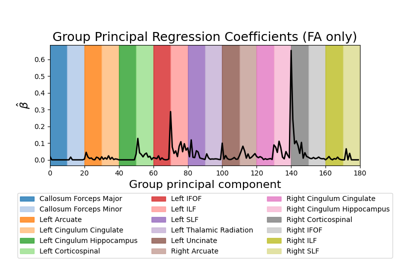 Group Principal Regression Coefficients (FA only)
β̂
0.6
0.5
0.4
0.3
0.2
0.1
0.0
0 20 40 60 80 100 120 140 160 180
Group principal component
Callosum Forceps Major
Callosum Forceps Minor
Left Arcuate
Left Cingulum Cingulate
Left Cingulum Hippocampus
Left Corticospinal
Left IFOF
Left ILF
Left SLF
Left Thalamic Radiation
Left Uncinate
Right Arcuate
Right Cingulum Cingulate
Right Cingulum Hippocampus
Right Corticospinal
Right IFOF
Right ILF
Right SLF